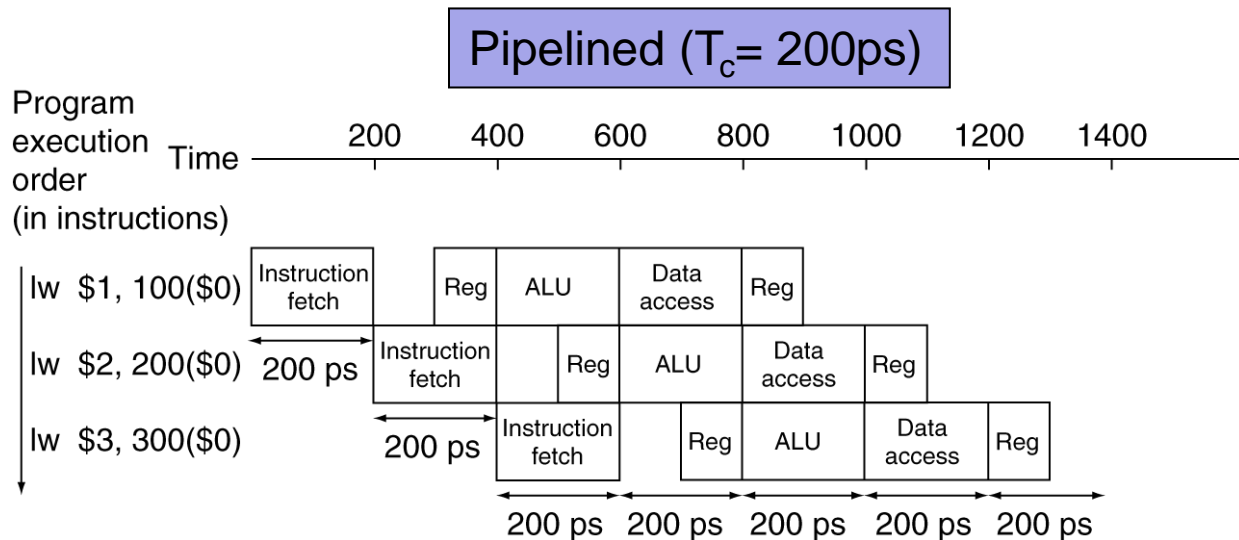 Pipelined (Tc= 200ps)
Program
execution
order
(in instructions)
Time
200 400 600 800 1000 1200 1400
lw $1, 100($0)
Instruction
fetch
Reg
ALU
Data
access
Reg
200 ps
lw $2, 200($0)
Instruction
fetch
Reg
ALU
Data
access
Reg
200 ps
lw $3, 300($0)
Instruction
fetch
Reg
ALU
Data
access
Reg
200 ps 200 ps 200 ps 200 ps 200 ps